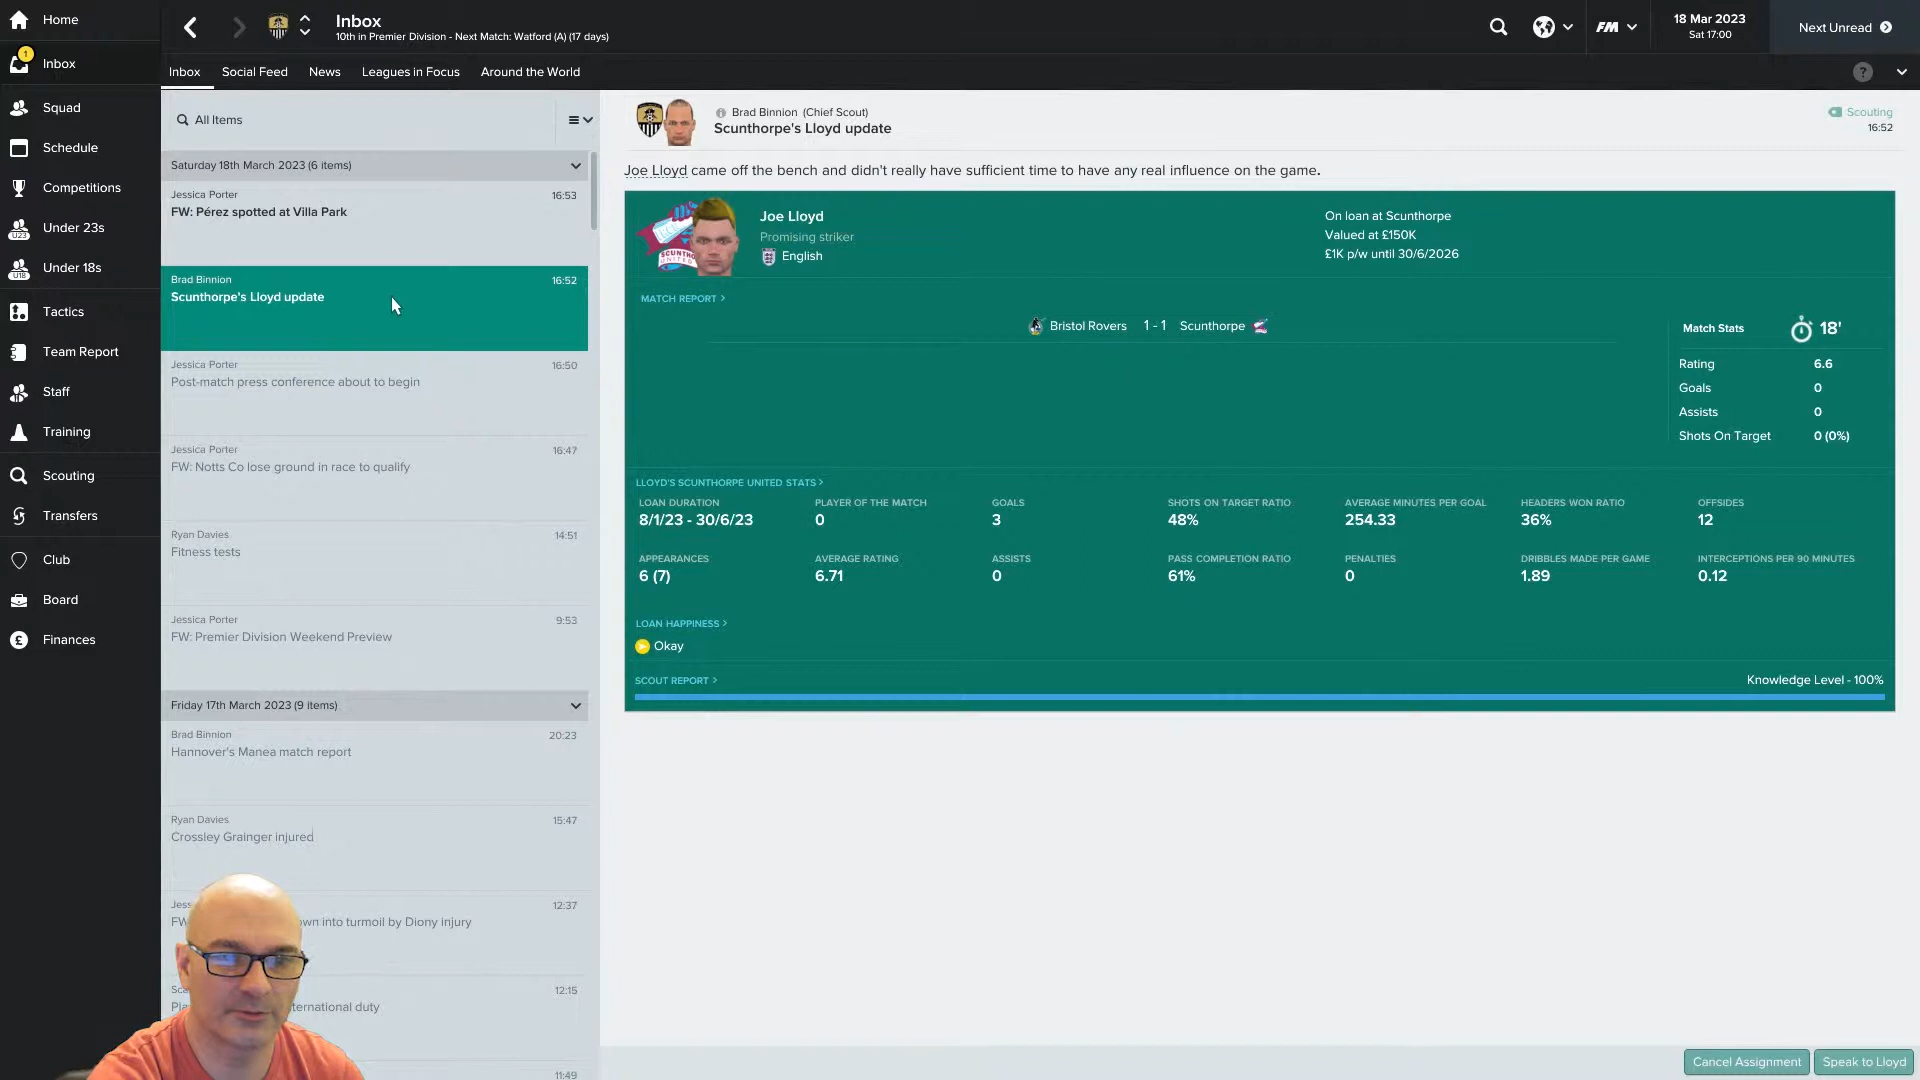 Home
Inbox
10th in Premier Division - Next Match: Watford (A) (17 days)
18 Mar 2023
Sat 17:00
FM
Next Unread
1
Inbox
Squad
Schedule
Competitions
U23
Under 23s
U18
Under 18s
Tactics
Team Report
Staff
Training
Scouting
Transfers
Club
Board
£ Finances
Inbox Social Feed News Leagues in Focus Around the World
?
All Items
Saturday 18th March 2023 (6 items)
Jessica Porter 16:53
FW: Pérez spotted at Villa Park
Brad Binnion 16:52
Scunthorpe's Lloyd update
Jessica Porter 16:50
Post-match press conference about to begin
Jessica Porter 16:47
FW: Notts Co lose ground in race to qualify
Ryan Davies 14:51
Fitness tests
Jessica Porter 9:53
FW: Premier Division Weekend Preview
Friday 17th March 2023 (9 items)
Brad Binnion 20:23
Hannover's Manea match report
Ryan Davies 15:47
Crossley Grainger injured
Jess 12:37
FW own into turmoil by Diony injury
Sca 12:15
Pla ternational duty
11:49
Brad Binnion (Chief Scout)
Scunthorpe's Lloyd update
Scouting
16:52
Joe Lloyd came off the bench and didn't really have sufficient time to have any real influence on the game.
Joe Lloyd
Promising striker
English
On loan at Scunthorpe
Valued at £150K
£1K p/w until 30/6/2026
MATCH REPORT >
Bristol Rovers 1 - 1 Scunthorpe
Match Stats 18'
Rating 6.6
Goals 0
Assists 0
Shots On Target 0 (0%)
LLOYD'S SCUNTHORPE UNITED STATS >
LOAN DURATION PLAYER OF THE MATCH GOALS SHOTS ON TARGET RATIO AVERAGE MINUTES PER GOAL HEADERS WON RATIO OFFSIDES
8/1/23 - 30/6/23 0 3 48% 254.33 36% 12
APPEARANCES AVERAGE RATING ASSISTS PASS COMPLETION RATIO PENALTIES DRIBBLES MADE PER GAME INTERCEPTIONS PER 90 MINUTES
6 (7) 6.71 0 61% 0 1.89 0.12
LOAN HAPPINESS >
Okay
SCOUT REPORT >
Knowledge Level - 100%
Cancel Assignment Speak to Lloyd